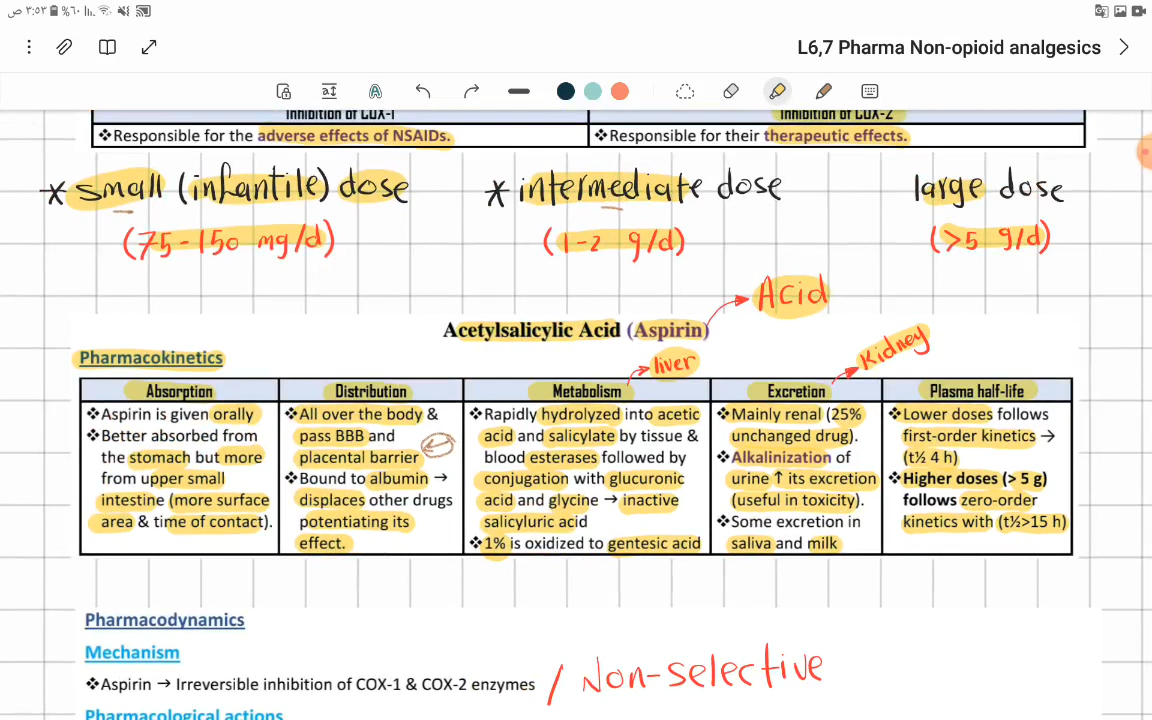 ٣:٥٣ ص ٦٠%
L6,7 Pharma Non-opioid analgesics
Inhibition of COX-1
Inhibition of COX-2
❖Responsible for the adverse effects of NSAIDs.
❖Responsible for their therapeutic effects.
* small (infantile) dose
(75-150 mg/d)
* intermediate dose
(1-2 g/d)
large dose
(>5 g/d)
Acid
Acetylsalicylic Acid (Aspirin)
Pharmacokinetics
liver
Kidney
Absorption
❖Aspirin is given orally
❖Better absorbed from
the stomach but more
from upper small
intestine (more surface
area & time of contact).
Distribution
❖All over the body &
pass BBB and
placental barrier
❖Bound to albumin →
displaces other drugs
potentiating its
effect.
Metabolism
❖Rapidly hydrolyzed into acetic
acid and salicylate by tissue &
blood esterases followed by
conjugation with glucuronic
acid and glycine → inactive
salicyluric acid
❖1% is oxidized to gentesic acid
Excretion
❖Mainly renal (25%
unchanged drug).
❖Alkalinization of
urine ↑ its excretion
(useful in toxicity).
❖Some excretion in
saliva and milk
Plasma half-life
❖Lower doses follows
first-order kinetics →
(t½ 4 h)
❖Higher doses (> 5 g)
follows zero-order
kinetics with (t½>15 h)
Pharmacodynamics
Mechanism
❖Aspirin → Irreversible inhibition of COX-1 & COX-2 enzymes / Non-selective
Pharmacological actions